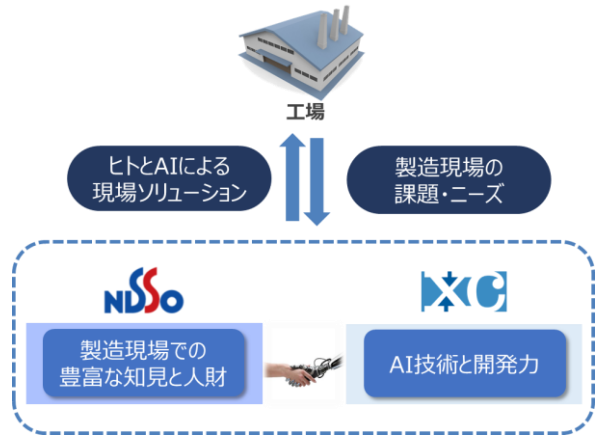 工場
ヒトとAIによる
現場ソリューション
製造現場の
課題・ニーズ
NISSO
XC
製造現場での
豊富な知見と人財
AI技術と開発力